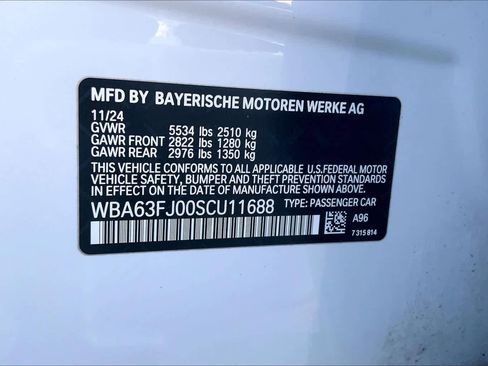 MFD BY BAYERISCHE MOTOREN WERKE AG
11/24
GVWR 5534 lbs 2510 kg
GAWR FRONT 2822 lbs 1280 kg
GAWR REAR 2976 lbs 1350 kg
THIS VEHICLE CONFORMS TO ALL APPLICABLE U.S.FEDERAL MOTOR
VEHICLE SAFETY, BUMPER AND THEFT PREVENTION STANDARDS
IN EFFECT ON THE DATE OF MANUFACTURE SHOWN ABOVE.
WBA63FJ00SCU11688 TYPE: PASSENGER CAR
A96
7 315 814